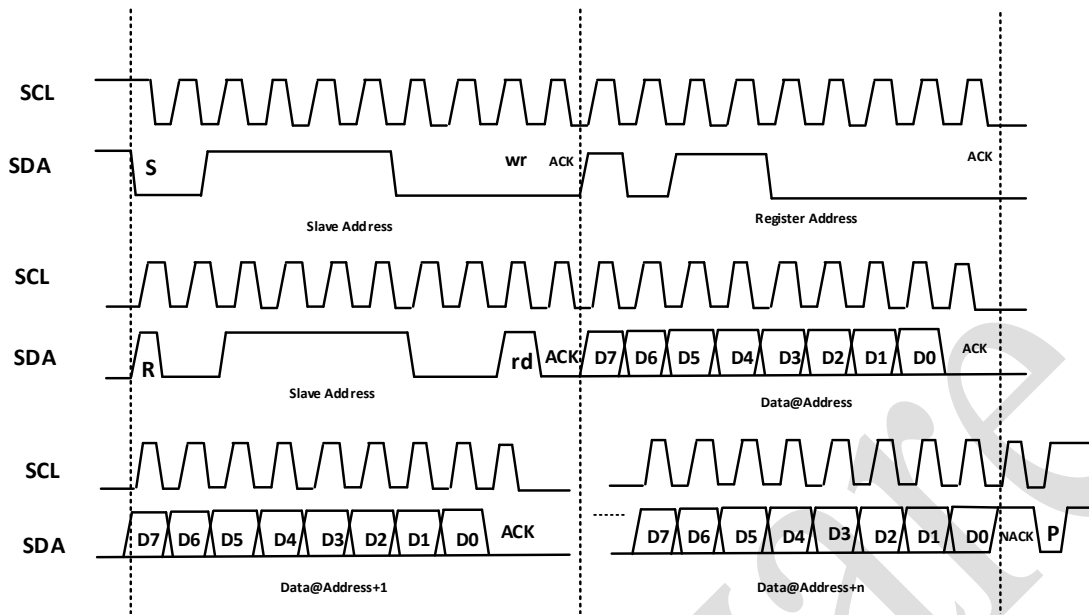 SCL
SDA S wr ACK ACK
Slave Address Register Address
SCL
SDA R rd ACK D7 D6 D5 D4 D3 D2 D1 D0 ACK
Slave Address Data@Address
SCL
SDA D7 D6 D5 D4 D3 D2 D1 D0 ACK D7 D6 D5 D4 D3 D2 D1 D0 NACK P
Data@Address+1 Data@Address+n